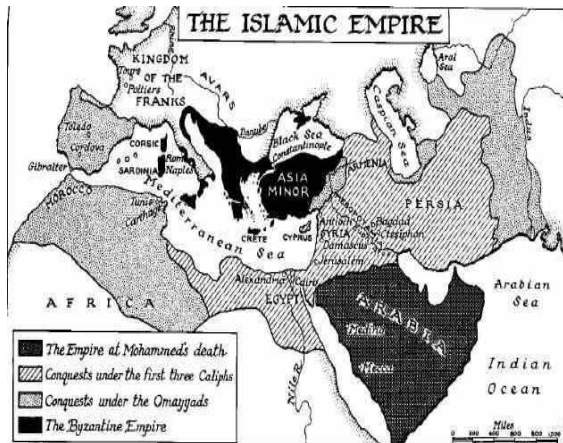 THE ISLAMIC EMPIRE
KINGDOM
OF THE
FRANKS
Tours
Poitiers
AVARS
Aral
Sea
Caspian Sea
Indus
Danube
Black Sea
Constantinople
Toledo
Cordova
CORSIC
SARDINIA
Rome
Naples
Gibraltar
MOROCCO
Mediterranean Sea
Tunis
Carthage
ASIA
MINOR
ARMENIA
MESOPOTAMIA
PERSIA
CRETE
CYPRUS
Antioch
SYRIA
Damascus
Jerusalem
Bagdad
Ctesiphon
Alexandria
Cairo
EGYPT
AFRICA
Nile R.
ARABIA
Medina
Mecca
Arabian
Sea
Indian
Ocean
The Empire at Mohammed's death
Conquests under the first three Caliphs
Conquests under the Omayyads
The Byzantine Empire
Miles